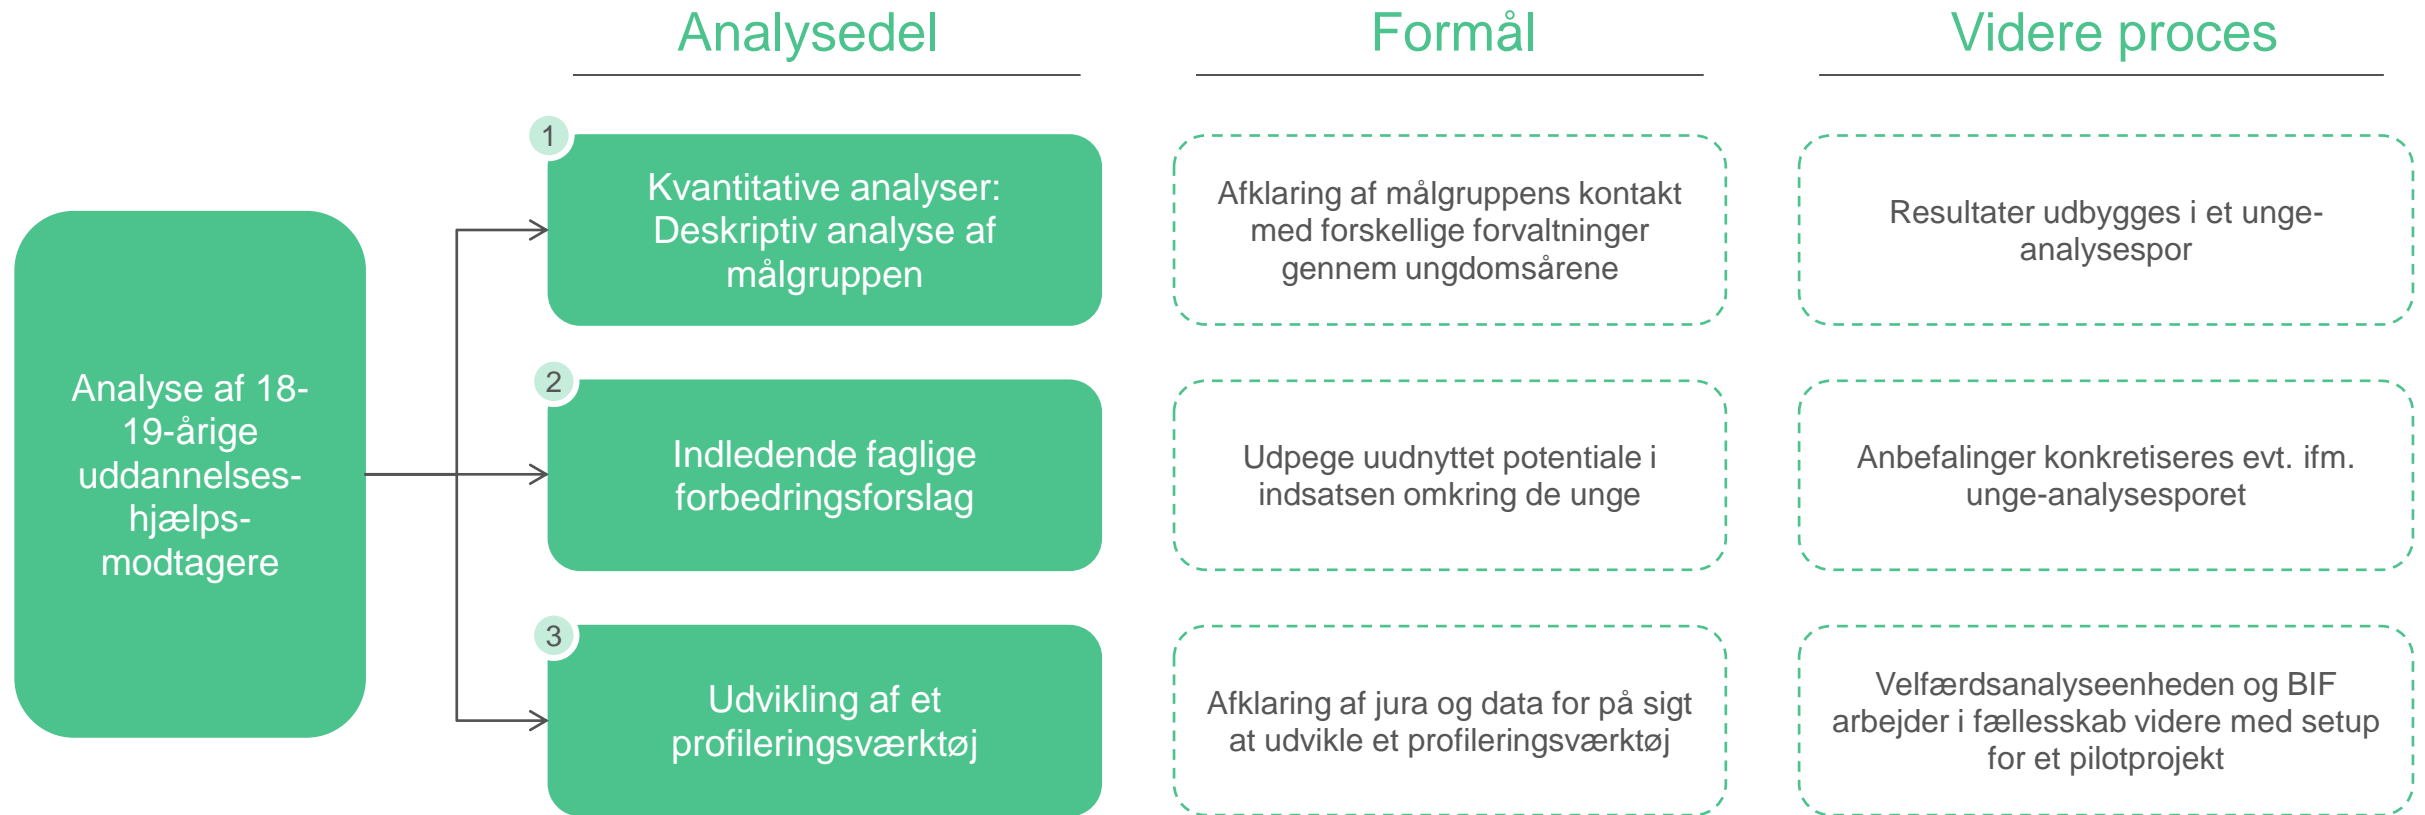 Analysedel
Formål
Videre proces
Analyse af 18-
19-årige
uddannelses-
hjælps-
modtagere
1
Kvantitative analyser:
Deskriptiv analyse af
målgruppen
Afklaring af målgruppens kontakt
med forskellige forvaltninger
gennem ungdomsårene
Resultater udbygges i et unge-
analysespor
2
Indledende faglige
forbedringsforslag
Udpege uudnyttet potentiale i
indsatsen omkring de unge
Anbefalinger konkretiseres evt. ifm.
unge-analysesporet
3
Udvikling af et
profileringsværktøj
Afklaring af jura og data for på sigt
at udvikle et profileringsværktøj
Velfærdsanalyseenheden og BIF
arbejder i fællesskab videre med setup
for et pilotprojekt